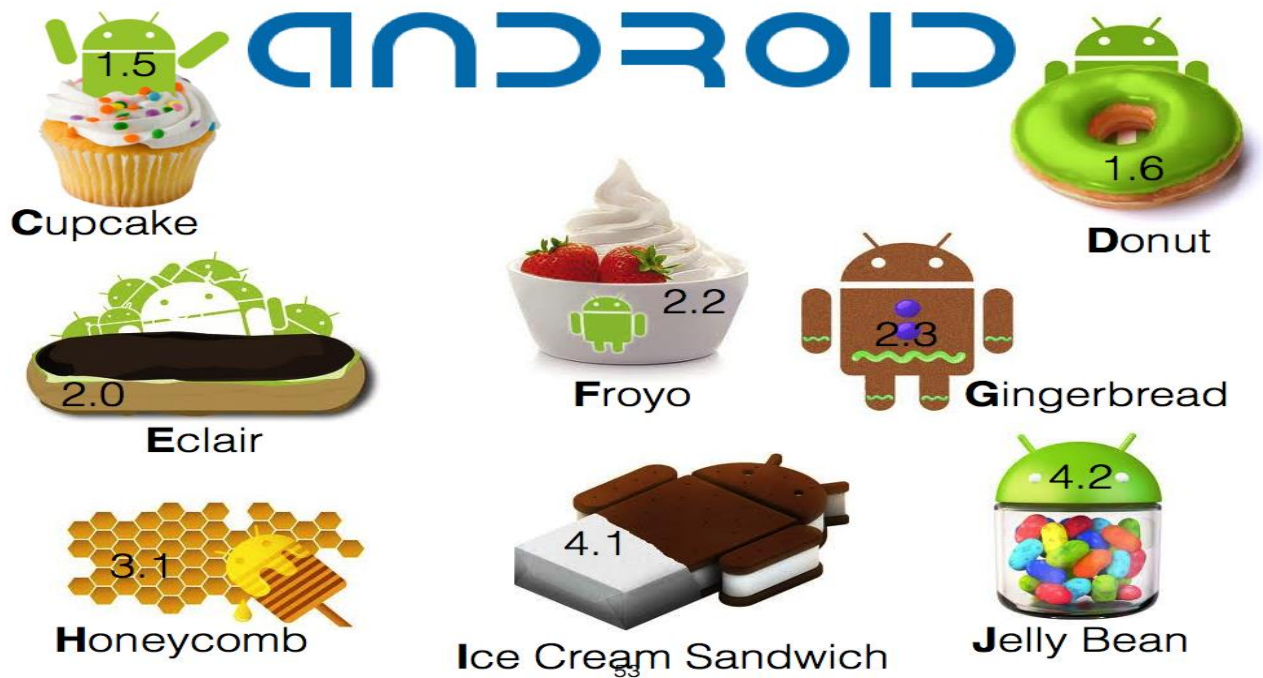 ANDROID
1.5
Cupcake
1.6
Donut
2.0
Eclair
2.2
Froyo
2.3
Gingerbread
3.1
Honeycomb
4.1
Ice Cream Sandwich
4.2
Jelly Bean
53